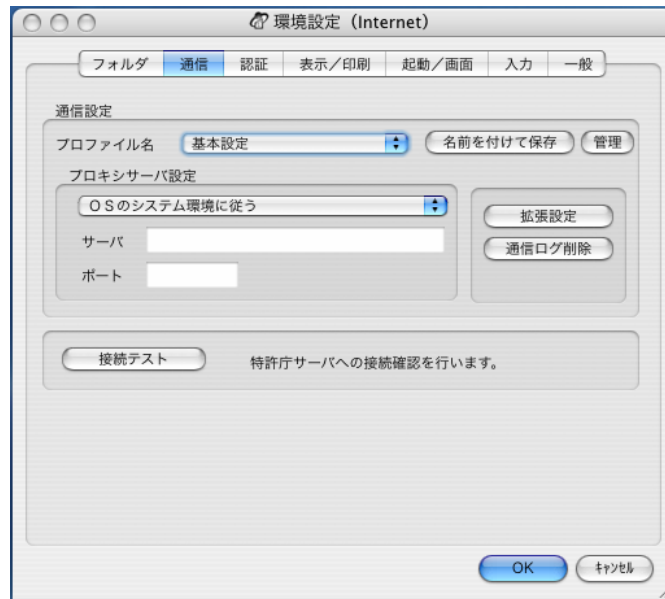 環境設定（Internet）
フォルダ 通信 認証 表示／印刷 起動／画面 入力 一般
通信設定
プロファイル名 基本設定 名前を付けて保存 管理
プロキシサーバ設定
ＯＳのシステム環境に従う
拡張設定
サーバ
通信ログ削除
ポート
接続テスト 特許庁サーバへの接続確認を行います。
OK ｷｬﾝｾﾙ